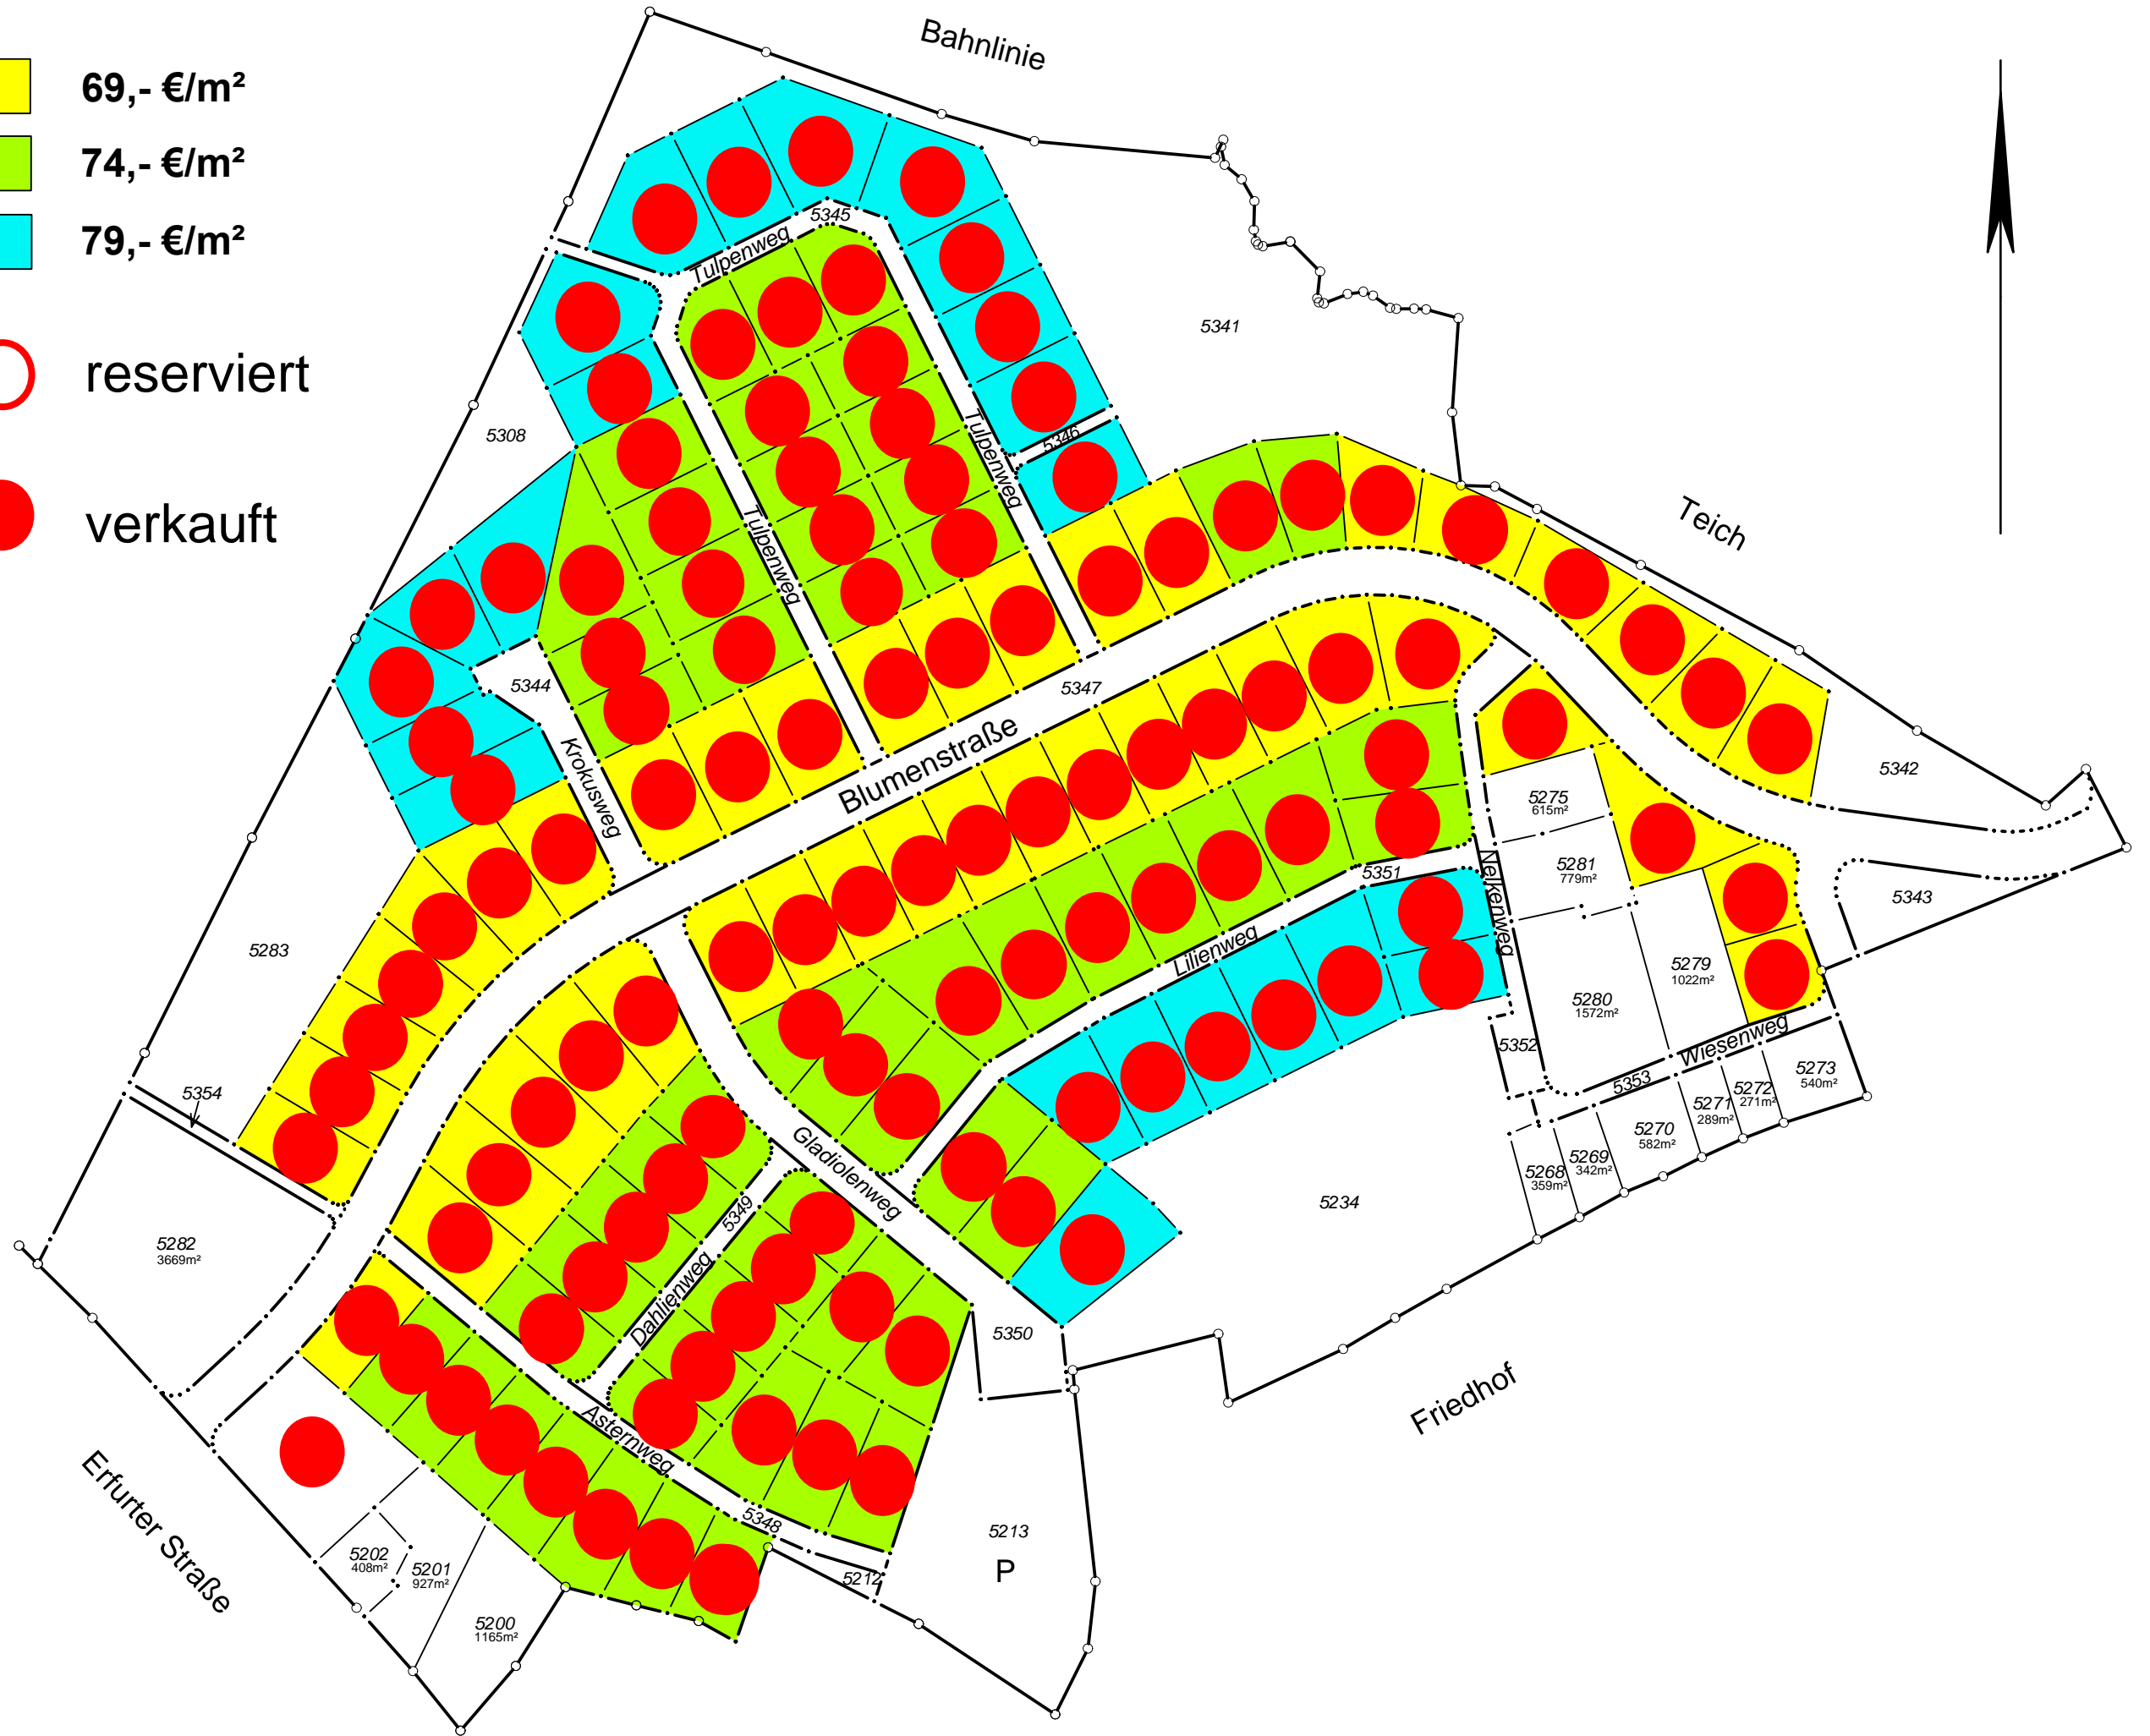 Bahnlinie
69,- €/m²
74,- €/m²
79,- €/m²
reserviert
verkauft
5345
Tulpenweg
5341
5308
5346
Tulpenweg
Tulpenweg
Teich
5344
5347
Blumenstraße
Krokusweg
5342
5275
615m²
5281
779m²
5351
Nelkenweg
5343
5283
Lilienweg
5279
1022m²
5280
1572m²
5352
Wiesenweg
5353
5273
540m²
5272
271m²
5271
289m²
5270
582m²
5269
342m²
5268
359m²
5354
Gladiolenweg
5349
5234
5282
3669m²
Dahlienweg
5350
Friedhof
Asternweg
Erfurter Straße
5348
5213
P
5212
5202
408m²
5201
927m²
5200
1165m²